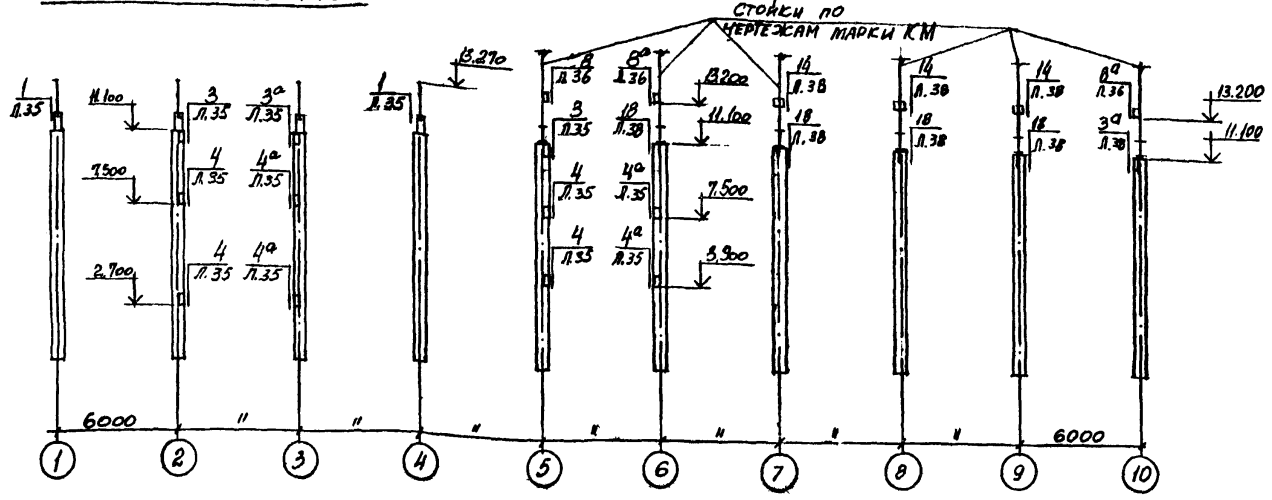 СТОЙКИ ПО
ЧЕРТЕЖАМ МАРКИ КМ
1
Л.35
11.100
7.500
2.700
3
Л.35
4
Л.35
4
Л.35
3а
Л.35
4а
Л.35
4а
Л.35
1
Л.35
13.270
8
Л.36
3
Л.35
4
Л.35
4
Л.35
8а
Л.36
18
Л.38
4а
Л.35
4а
Л.35
13.200
11.100
7.500
3.900
14
Л.38
18
Л.38
14
Л.38
18
Л.38
14
Л.38
18
Л.38
8а
Л.36
3а
Л.38
13.200
11.100
6000 " " " " " " " 6000
1 2 3 4 5 6 7 8 9 10